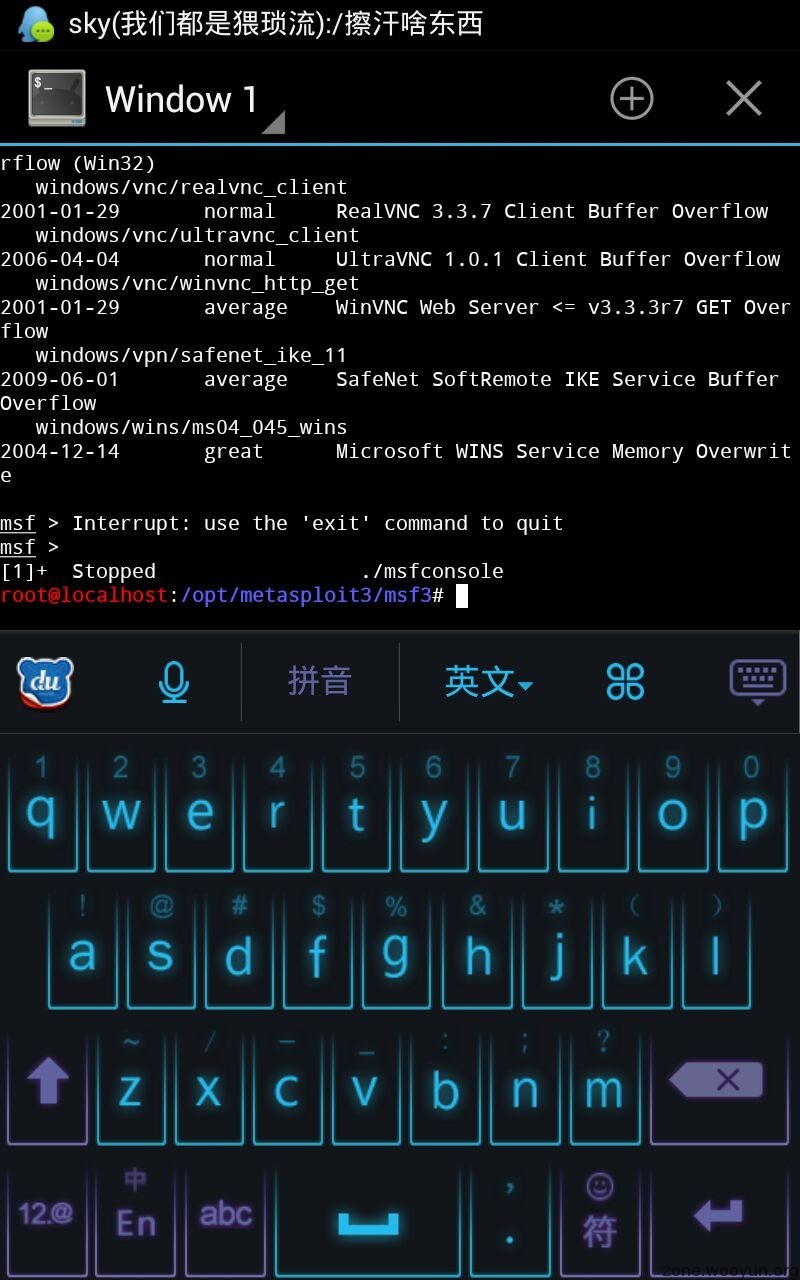 sky(我们都是猥琐流):/擦汗啥东西
$_
Window 1
rflow (Win32)
windows/vnc/realvnc_client
2001-01-29 normal RealVNC 3.3.7 Client Buffer Overflow
windows/vnc/ultravnc_client
2006-04-04 normal UltraVNC 1.0.1 Client Buffer Overflow
windows/vnc/winvnc_http_get
2001-01-29 average WinVNC Web Server <= v3.3.3r7 GET Over
flow
windows/vpn/safenet_ike_11
2009-06-01 average SafeNet SoftRemote IKE Service Buffer
Overflow
windows/wins/ms04_045_wins
2004-12-14 great Microsoft WINS Service Memory Overwrit
e
msf > Interrupt: use the 'exit' command to quit
msf >
[1]+ Stopped ./msfconsole
root@localhost:/opt/metasploit3/msf3#
du 拼音 英文
1 2 3 4 5 6 7 8 9 0
q w e r t y u i o p
! @ # $ % & * ( )
a s d f g h j k l
~ / - _ : ; ?
z x c v b n m
中 ,
12.@ En abc . 符
zone.wooyun.org